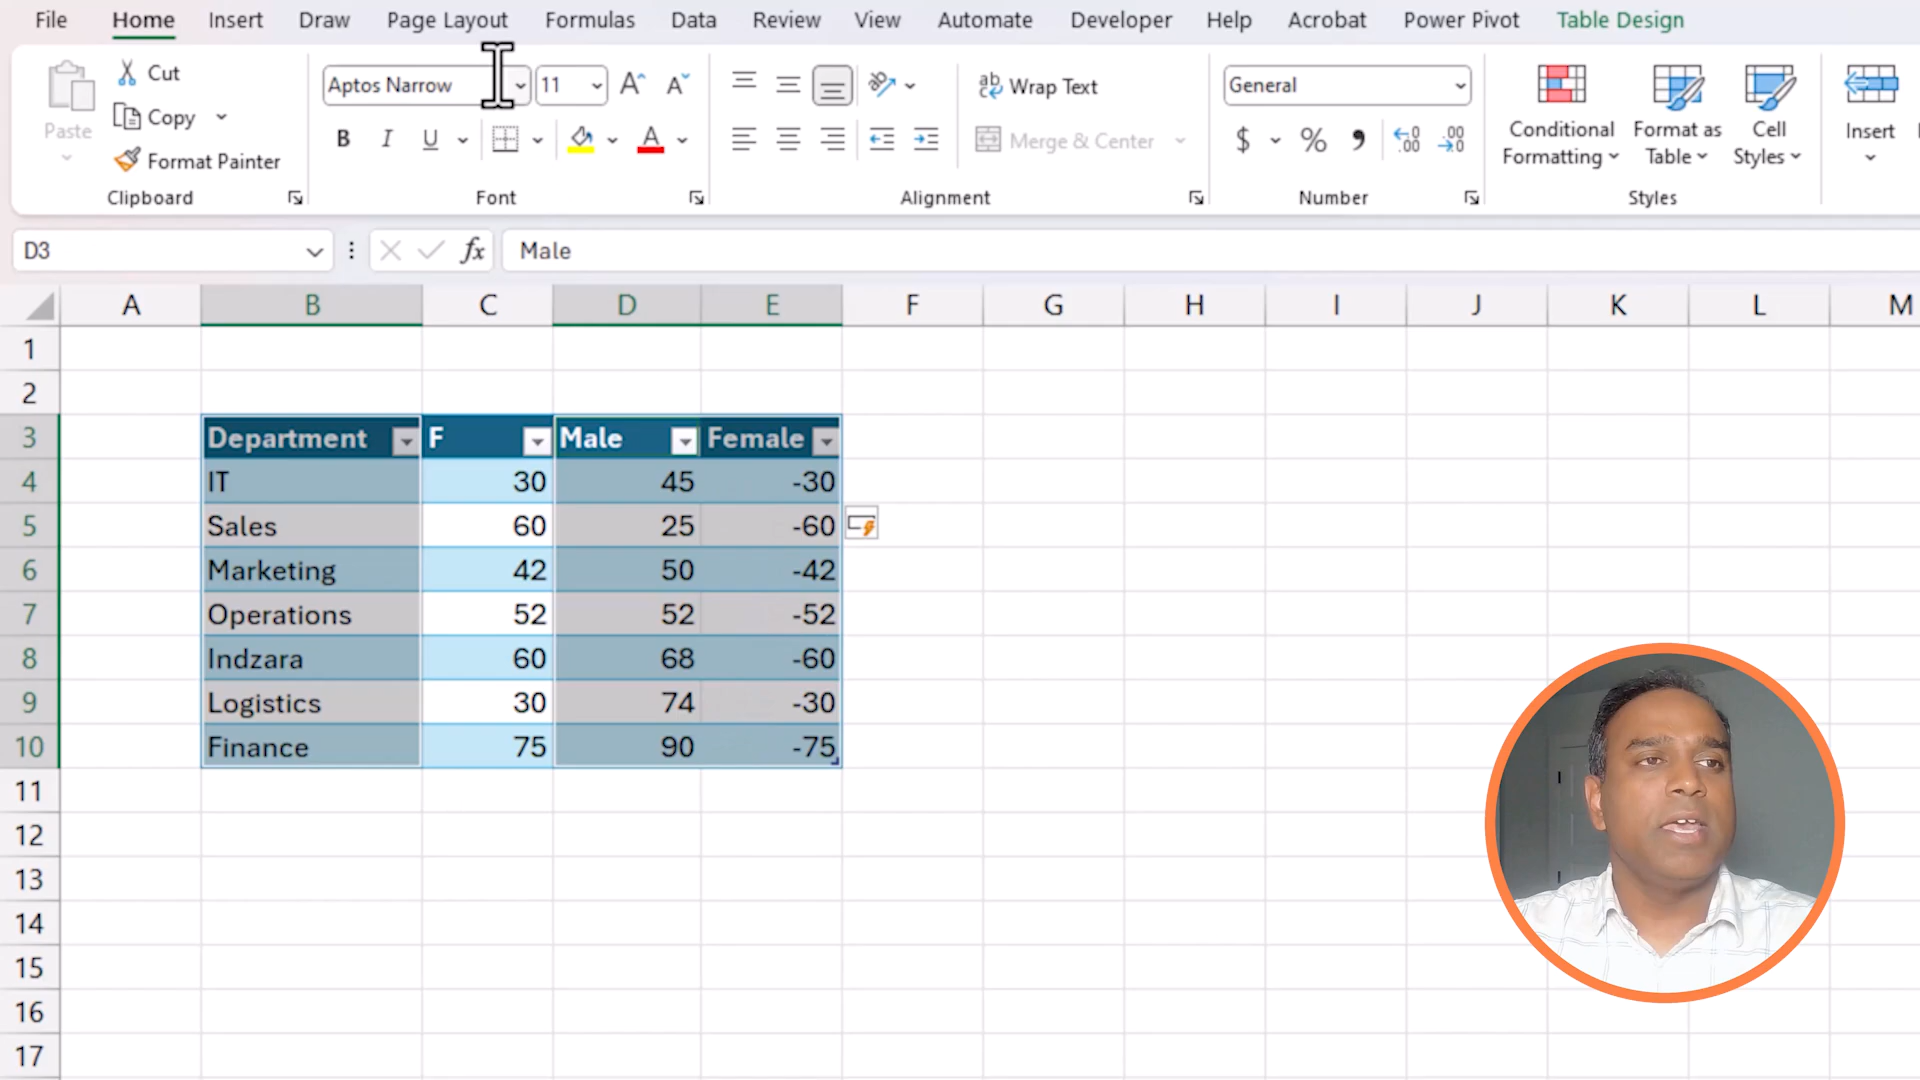 File Home Insert Draw Page Layout Formulas Data Review View Automate Developer Help Acrobat Power Pivot Table Design
Paste
Cut
Copy
Format Painter
Clipboard
Aptos Narrow 11
B I U
Font
ab Wrap Text
Merge & Center
Alignment
General
$ % , .00 .00
Number
Conditional Formatting
Format as Table
Cell Styles
Styles
Insert
D3 fx Male
A B C D E F G H I J K L M
1
2
3 Department F Male Female
4 IT 30 45 -30
5 Sales 60 25 -60
6 Marketing 42 50 -42
7 Operations 52 52 -52
8 Indzara 60 68 -60
9 Logistics 30 74 -30
10 Finance 75 90 -75
11
12
13
14
15
16
17